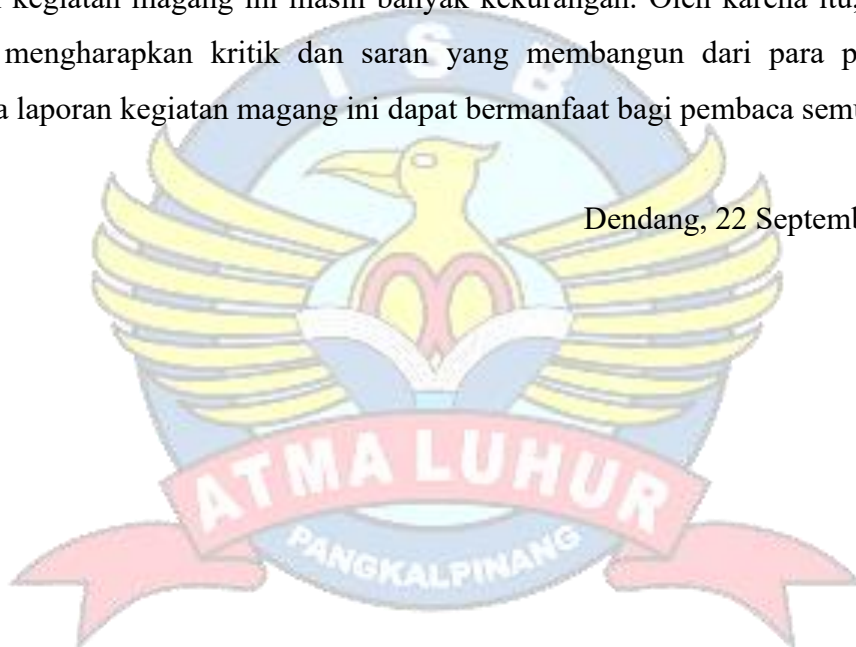 kegiatan magang ini masih banyak kekurangan. Oleh karena itu,
mengharapkan kritik dan saran yang membangun dari para p
a laporan kegiatan magang ini dapat bermanfaat bagi pembaca semu
Dendang, 22 Septemb
I S B
ATMA LUHUR
PANGKALPINANG